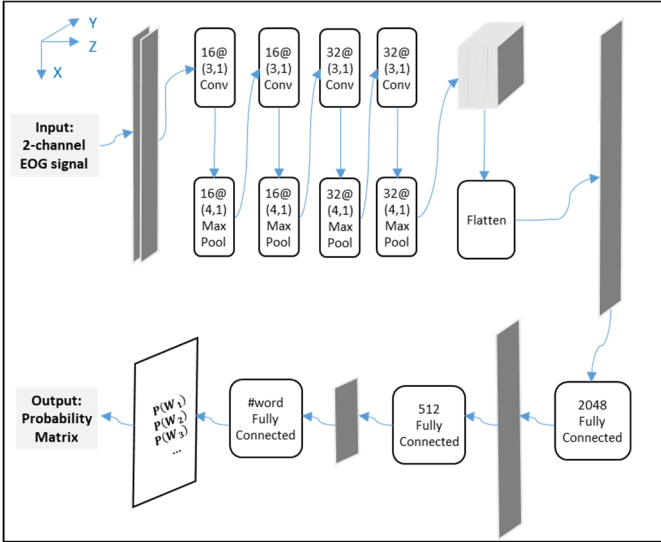 Y
Z
X
Input:
2-channel
EOG signal
16@
(3,1)
Conv
16@
(3,1)
Conv
32@
(3,1)
Conv
32@
(3,1)
Conv
16@
(4,1)
Max
Pool
16@
(4,1)
Max
Pool
32@
(4,1)
Max
Pool
32@
(4,1)
Max
Pool
Flatten
Output:
Probability
Matrix
P(W₁)
P(W₂)
P(W₃)
...
#word
Fully
Connected
512
Fully
Connected
2048
Fully
Connected